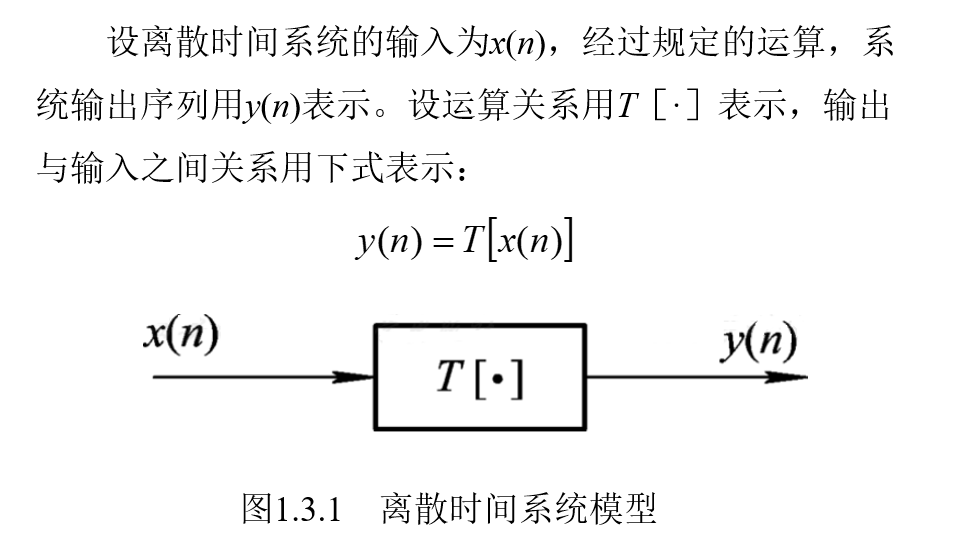 设离散时间系统的输入为x(n)，经过规定的运算，系
统输出序列用y(n)表示。设运算关系用T［·］表示，输出
与输入之间关系用下式表示：
y(n) = T[x(n)]
x(n)
T[•]
y(n)
图1.3.1　离散时间系统模型